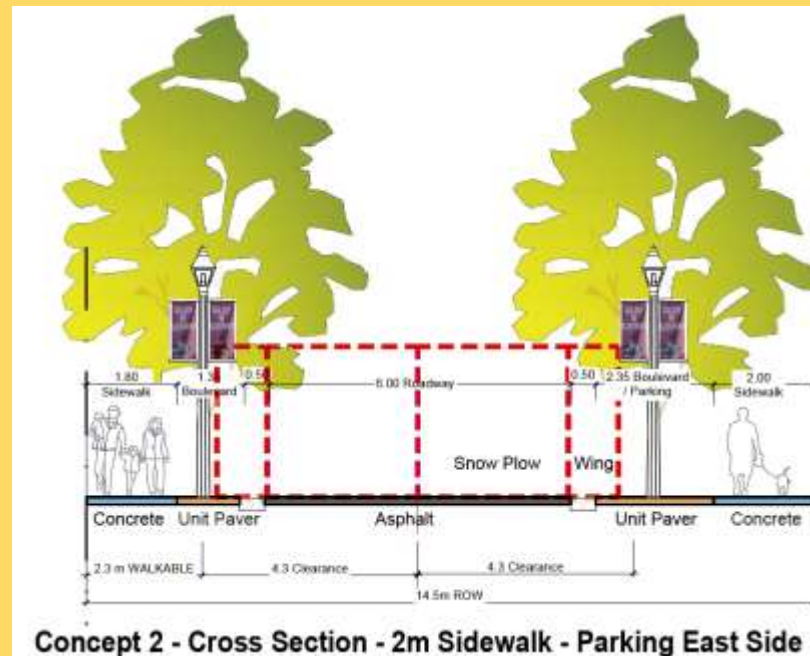 1.80
Sidewalk
Boulevard
0.50
6.00 Roadway
0.50
2.35 Boulevard
/ Parking
2.00
Sidewalk
Snow Plow
Wing
Concrete
Unit Paver
Asphalt
Unit Paver
Concrete
2.3 m WALKABLE
4.3 Clearance
4.3 Clearance
14.5m ROW
Concept 2 - Cross Section - 2m Sidewalk - Parking East Side